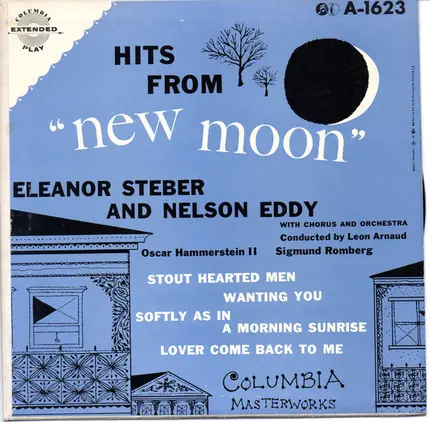 COLUMBIA
EXTENDED
PLAY
A-1623
HITS
FROM
"new moon"
ELEANOR STEBER
AND NELSON EDDY
WITH CHORUS AND ORCHESTRA
Conducted by Leon Arnaud
Oscar Hammerstein II Sigmund Romberg
STOUT HEARTED MEN
WANTING YOU
SOFTLY AS IN
A MORNING SUNRISE
LOVER COME BACK TO ME
COLUMBIA
MASTERWORKS